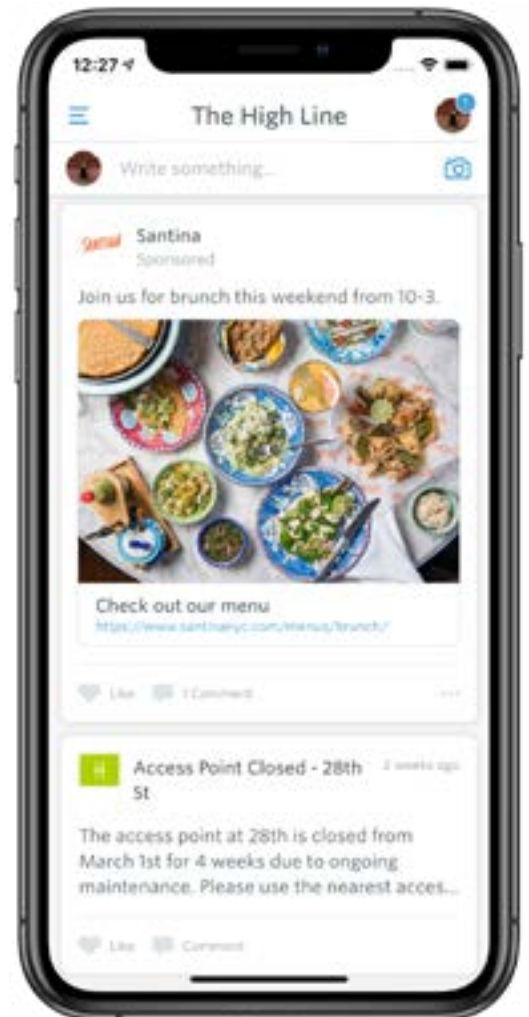 12:27
The High Line
1
Write something...
Santina
Santina
Sponsored
Join us for brunch this weekend from 10-3.
Check out our menu
https://www.santinanyc.com/menus/brunch/
Like 1 Comment
H
Access Point Closed - 28th
St
2 weeks ago
The access point at 28th is closed from
March 1st for 4 weeks due to ongoing
maintenance. Please use the nearest acces...
Like Comment